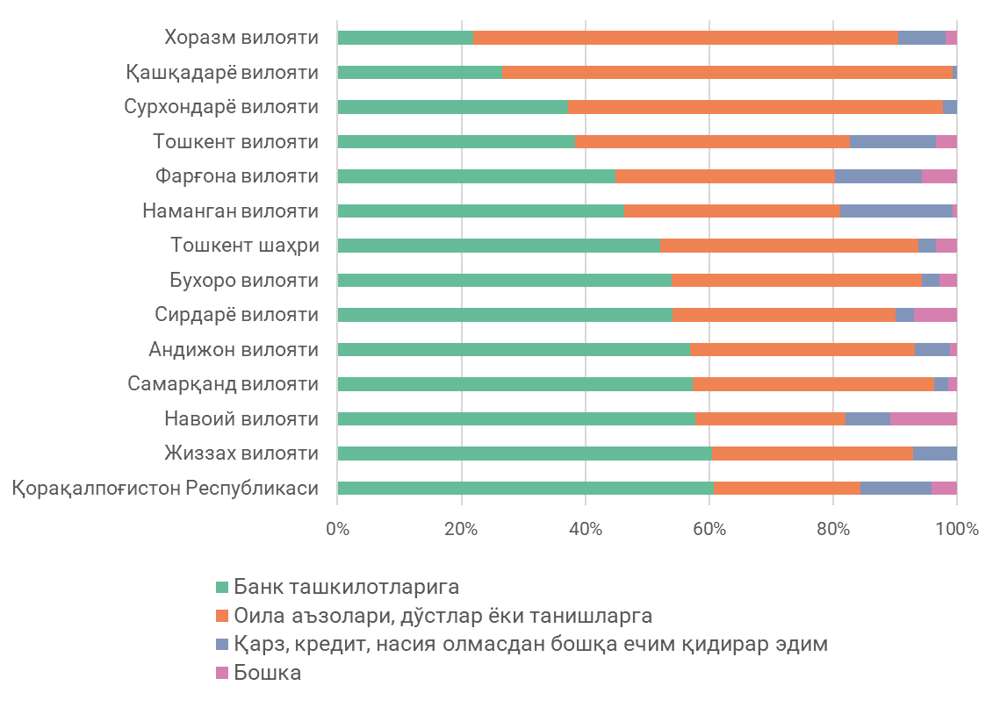 Хоразм вилояти
Қашқадарё вилояти
Сурхондарё вилояти
Тошкент вилояти
Фарғона вилояти
Наманган вилояти
Тошкент шаҳри
Бухоро вилояти
Сирдарё вилояти
Андижон вилояти
Самарқанд вилояти
Навоий вилояти
Жиззах вилояти
Қорақалпоғистон Республикаси
0% 20% 40% 60% 80% 100%
Банк ташкилотларига
Оила аъзолари, дўстлар ёки танишларга
Қарз, кредит, насия олмасдан бошқа ечим қидирар эдим
Бошка